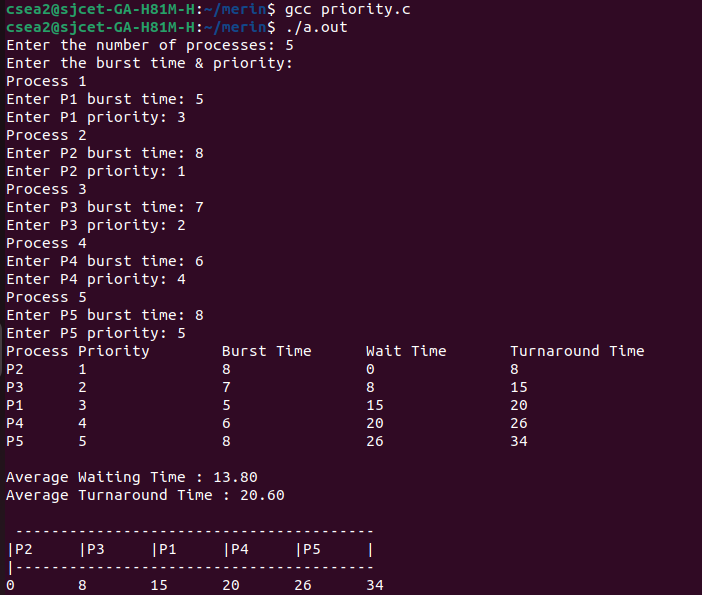 csea2@sjcet-GA-H81M-H:~/merin$ gcc priority.c
csea2@sjcet-GA-H81M-H:~/merin$ ./a.out
Enter the number of processes: 5
Enter the burst time & priority:
Process 1
Enter P1 burst time: 5
Enter P1 priority: 3
Process 2
Enter P2 burst time: 8
Enter P2 priority: 1
Process 3
Enter P3 burst time: 7
Enter P3 priority: 2
Process 4
Enter P4 burst time: 6
Enter P4 priority: 4
Process 5
Enter P5 burst time: 8
Enter P5 priority: 5
Process Priority        Burst Time      Wait Time       Turnaround Time
P2      1               8               0               8
P3      2               7               8               15
P1      3               5               15              20
P4      4               6               20              26
P5      5               8               26              34

Average Waiting Time : 13.80
Average Turnaround Time : 20.60

 ----------------------------------------
|P2     |P3     |P1     |P4     |P5     |
|----------------------------------------
0       8       15      20      26      34